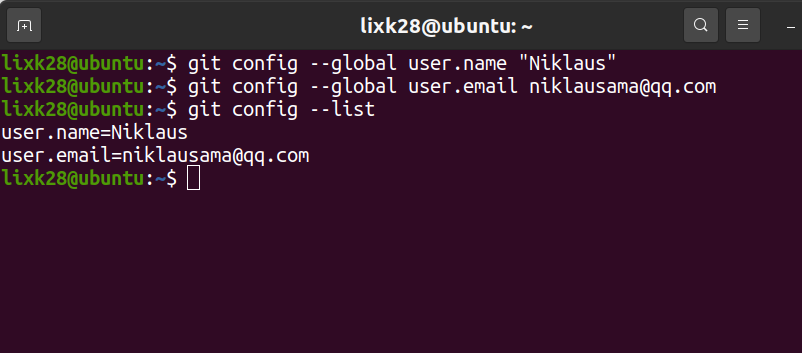 lixk28@ubuntu: ~
lixk28@ubuntu:~$ git config --global user.name "Niklaus"
lixk28@ubuntu:~$ git config --global user.email niklausama@qq.com
lixk28@ubuntu:~$ git config --list
user.name=Niklaus
user.email=niklausama@qq.com
lixk28@ubuntu:~$